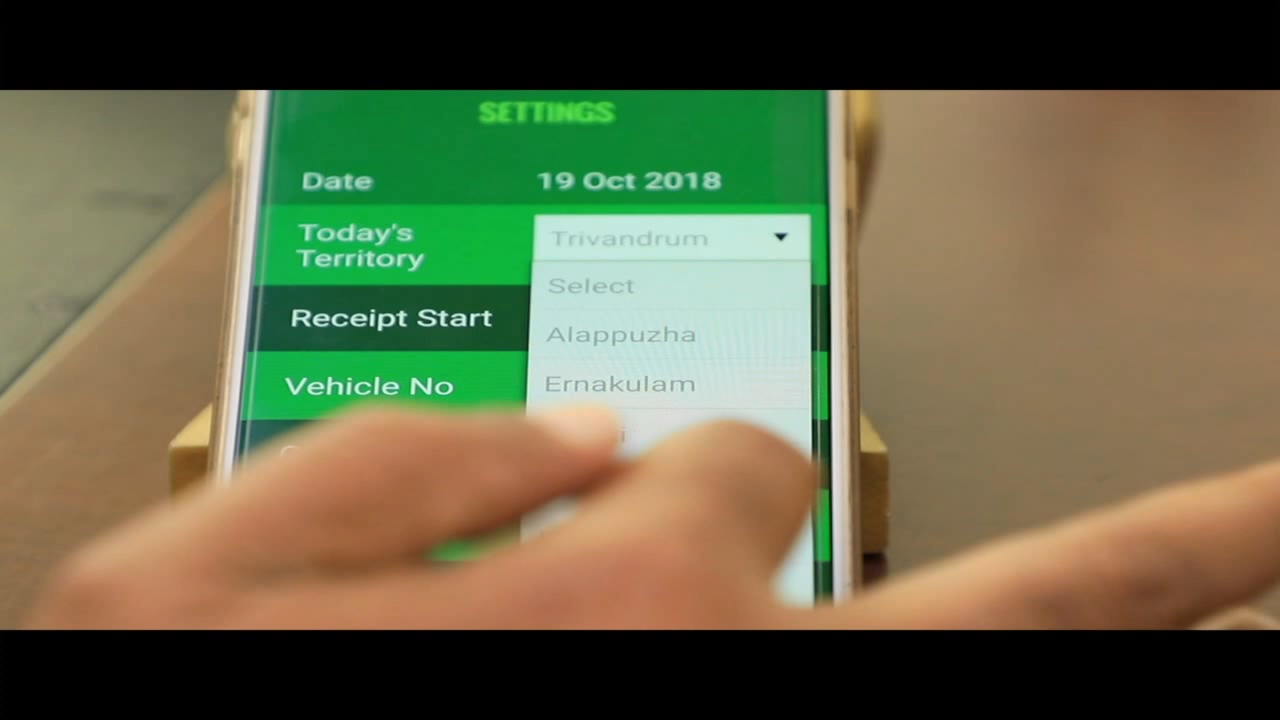 SETTINGS
Date 19 Oct 2018
Today's
Territory
Trivandrum
Select
Receipt Start
Alappuzha
Vehicle No
Ernakulam